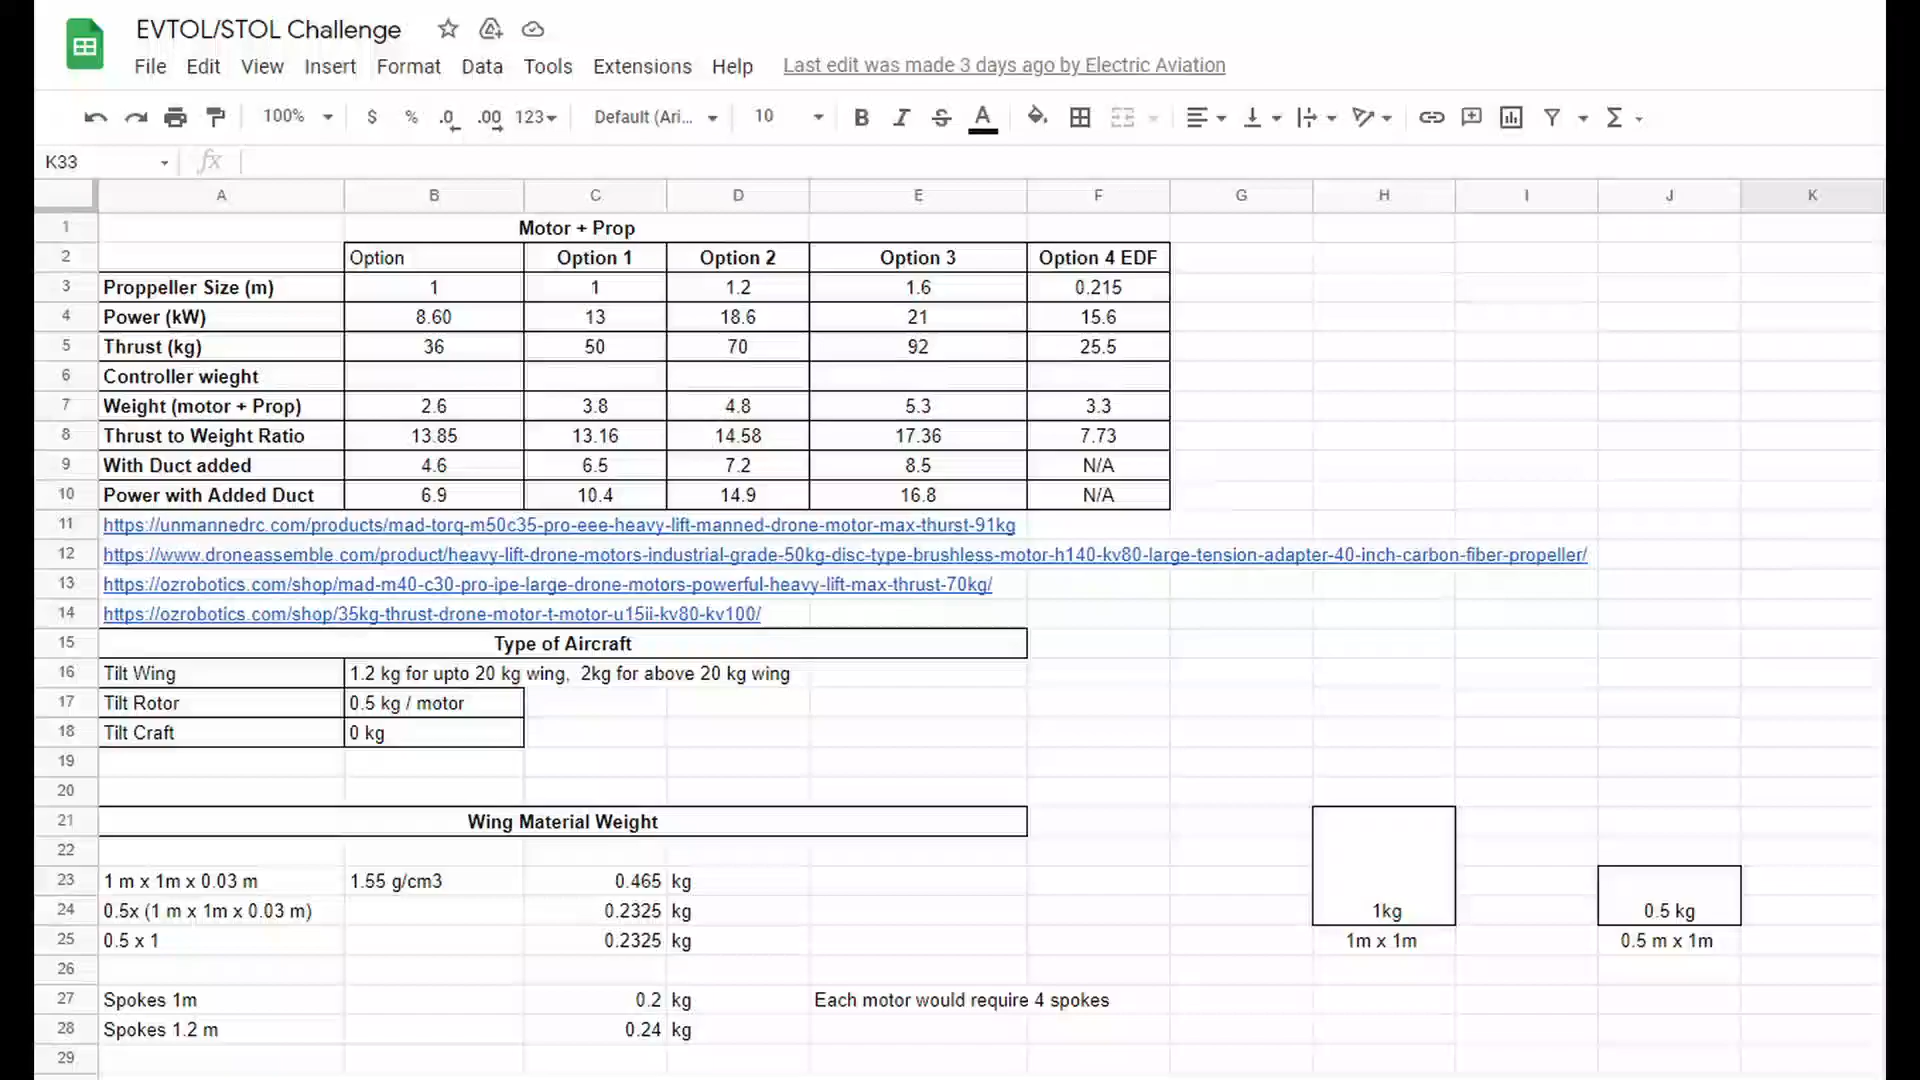 EVTOL/STOL Challenge
File Edit View Insert Format Data Tools Extensions Help Last edit was made 3 days ago by Electric Aviation
100% $ % .0 .00 123 Default (Ari... 10 B I S A
K33 fx
A B C D E F G H I J K
1 Motor + Prop
2 Option Option 1 Option 2 Option 3 Option 4 EDF
3 Proppeller Size (m) 1 1 1.2 1.6 0.215
4 Power (kW) 8.60 13 18.6 21 15.6
5 Thrust (kg) 36 50 70 92 25.5
6 Controller wieght
7 Weight (motor + Prop) 2.6 3.8 4.8 5.3 3.3
8 Thrust to Weight Ratio 13.85 13.16 14.58 17.36 7.73
9 With Duct added 4.6 6.5 7.2 8.5 N/A
10 Power with Added Duct 6.9 10.4 14.9 16.8 N/A
11 https://unmannedrc.com/products/mad-torq-m50c35-pro-eee-heavy-lift-manned-drone-motor-max-thurst-91kg
12 https://www.droneassemble.com/product/heavy-lift-drone-motors-industrial-grade-50kg-disc-type-brushless-motor-h140-kv80-large-tension-adapter-40-inch-carbon-fiber-propeller/
13 https://ozrobotics.com/shop/mad-m40-c30-pro-ipe-large-drone-motors-powerful-heavy-lift-max-thrust-70kg/
14 https://ozrobotics.com/shop/35kg-thrust-drone-motor-t-motor-u15ii-kv80-kv100/
15 Type of Aircraft
16 Tilt Wing 1.2 kg for upto 20 kg wing, 2kg for above 20 kg wing
17 Tilt Rotor 0.5 kg / motor
18 Tilt Craft 0 kg
19
20
21 Wing Material Weight
22
23 1 m x 1m x 0.03 m 1.55 g/cm3 0.465 kg
24 0.5x (1 m x 1m x 0.03 m) 0.2325 kg 1kg 0.5 kg
25 0.5 x 1 0.2325 kg 1m x 1m 0.5 m x 1m
26
27 Spokes 1m 0.2 kg Each motor would require 4 spokes
28 Spokes 1.2 m 0.24 kg
29